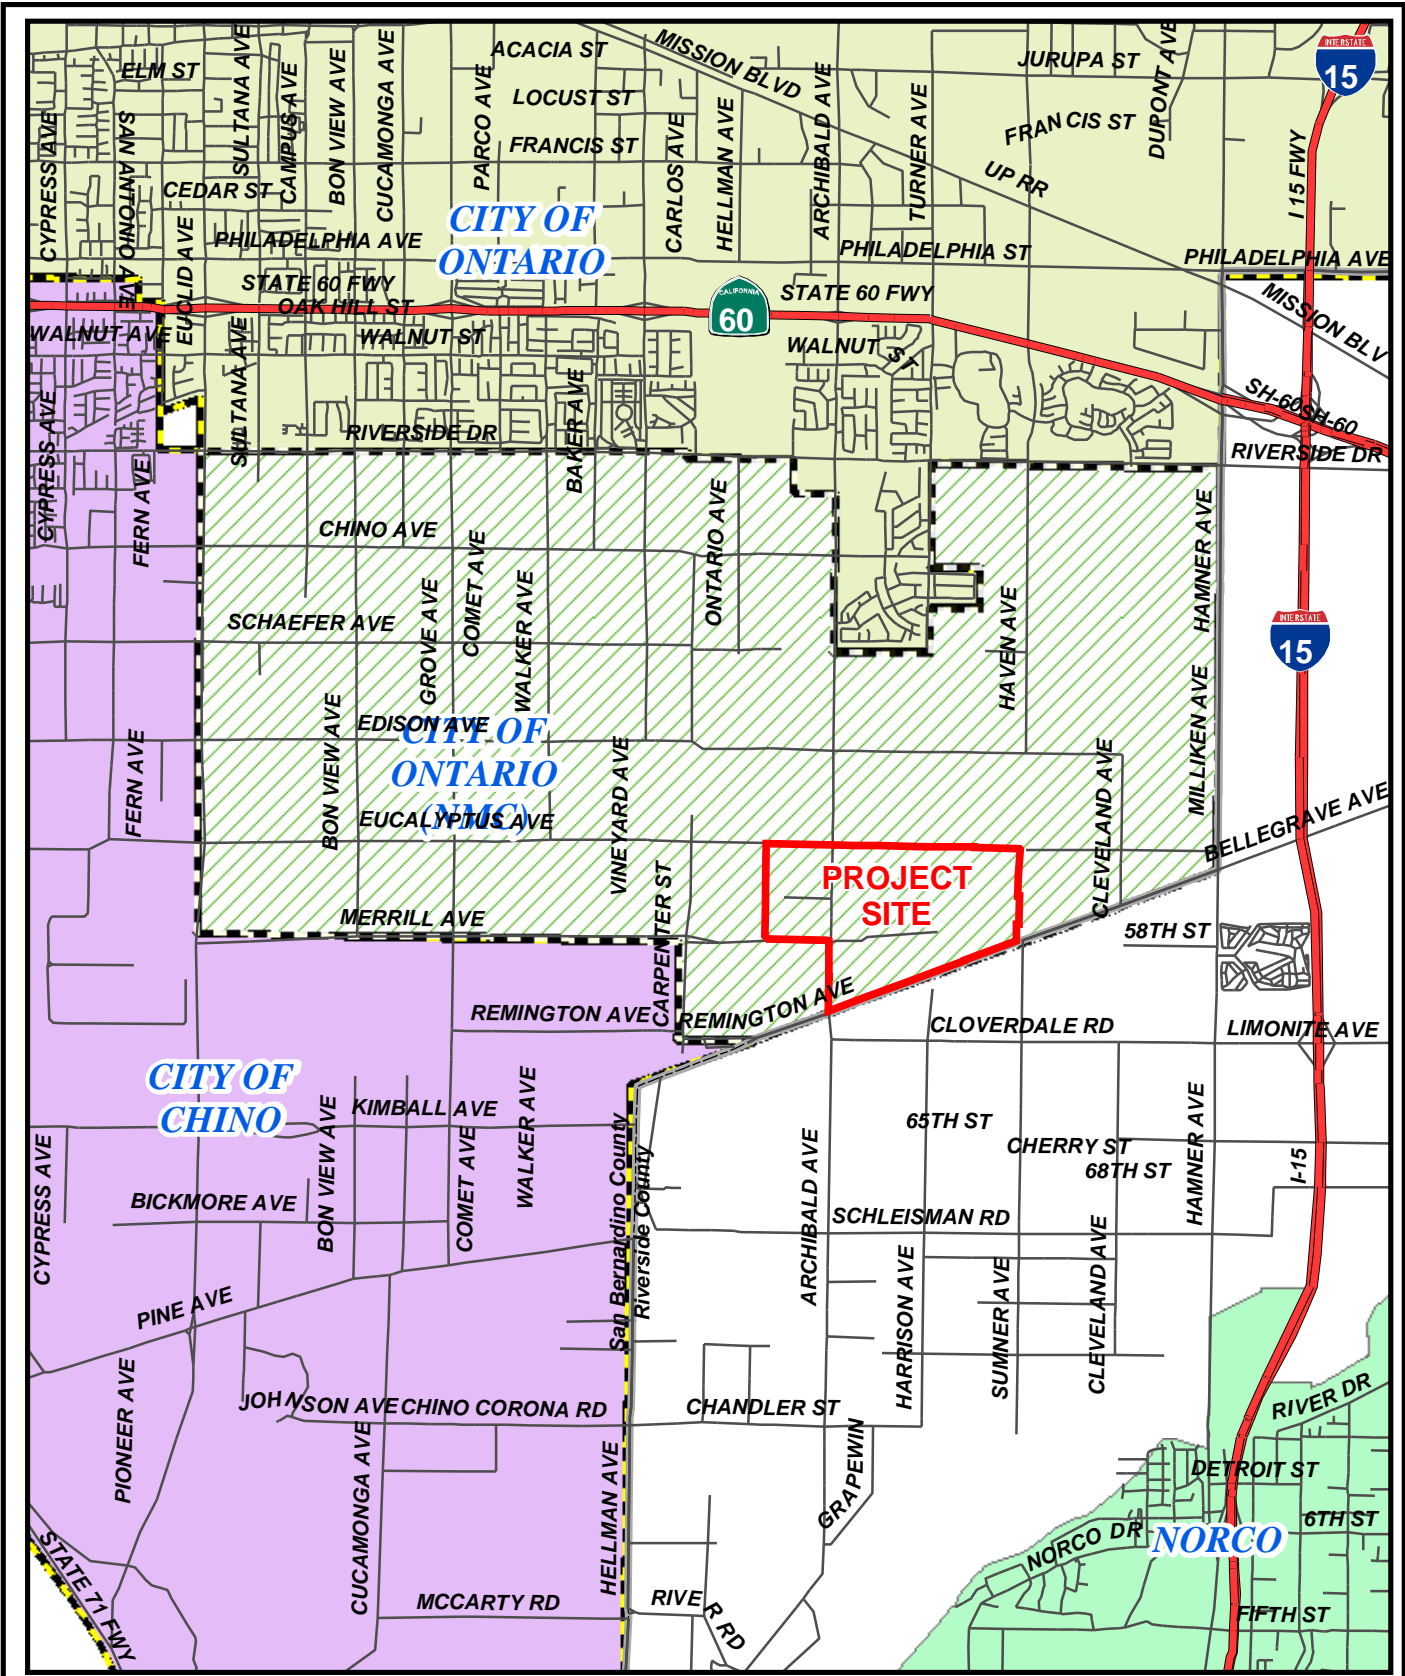 ACACIA ST
MISSION BLVD
JURUPA ST
DUPONT AVE
INTERSTATE
15
ELM ST
SULTANA AVE
CAMPUS AVE
BON VIEW AVE
CUCAMONGA AVE
PARCO AVE
LOCUST ST
FRANCIS ST
CYPRESS AVE
SAN ANTONIO AVE
CARLOS AVE
HELLMAN AVE
ARCHIBALD AVE
TURNER AVE
FRANCIS ST
UP RR
I 15 FWY
CEDAR ST
CITY OF
ONTARIO
EUCLID AVE
PHILADELPHIA AVE
PHILADELPHIA ST
PHILADELPHIA AVE
STATE 60 FWY
OAK HILL ST
CALIFORNIA
60
STATE 60 FWY
MISSION BLV
WALNUT AVE
WALNUT ST
WALNUT ST
SULTANA AVE
CYPRESS AVE
FERN AVE
RIVERSIDE DR
BAKER AVE
SH-60
SH-60
RIVERSIDE DR
CHINO AVE
ONTARIO AVE
HAMNER AVE
SCHAEFER AVE
GROVE AVE
COMET AVE
WALKER AVE
HAVEN AVE
INTERSTATE
15
EDISON AVE
CITY OF
ONTARIO
(NMC)
FERN AVE
BON VIEW AVE
EUCALYPTUS AVE
VINEYARD AVE
CLEVELAND AVE
MILLIKEN AVE
BELLEGRAVE AVE
PROJECT
SITE
MERRILL AVE
CARPENTER ST
58TH ST
REMINGTON AVE
REMINGTON AVE
CLOVERDALE RD
LIMONITE AVE
CITY OF
CHINO
KIMBALL AVE
BON VIEW AVE
COMET AVE
WALKER AVE
CYPRESS AVE
BICKMORE AVE
San Bernardino County
Riverside County
65TH ST
CHERRY ST
68TH ST
HAMNER AVE
I-15
ARCHIBALD AVE
SCHLEISMAN RD
HARRISON AVE
SUMNER AVE
CLEVELAND AVE
PINE AVE
PIONEER AVE
JOHNSON AVE
CHINO CORONA RD
CHANDLER ST
RIVER DR
CUCAMONGA AVE
HELLMAN AVE
GRAPEWIN
DETROIT ST
6TH ST
NORCO DR
NORCO
STATE 71 FWY
MCCARTY RD
RIVER RD
FIFTH ST